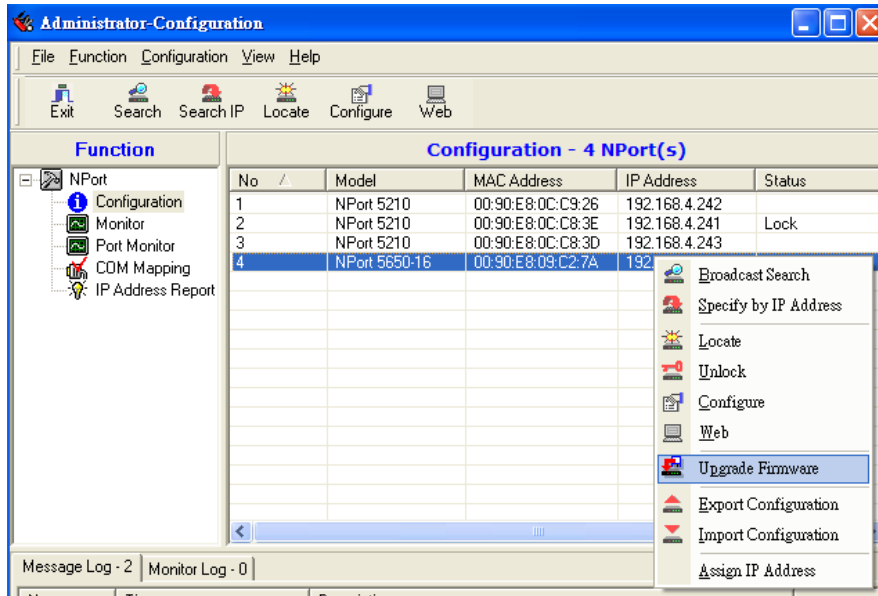 Administrator-Configuration
File Function Configuration View Help
Exit Search Search IP Locate Configure Web
Function
NPort
Configuration
Monitor
Port Monitor
COM Mapping
IP Address Report
Configuration - 4 NPort(s)
No Model MAC Address IP Address Status
1 NPort 5210 00:90:E8:0C:C9:26 192.168.4.242
2 NPort 5210 00:90:E8:0C:C8:3E 192.168.4.241 Lock
3 NPort 5210 00:90:E8:0C:C8:3D 192.168.4.243
4 NPort 5650-16 00:90:E8:09:C2:7A 192.
Broadcast Search
Specify by IP Address
Locate
Unlock
Configure
Web
Upgrade Firmware
Export Configuration
Import Configuration
Assign IP Address
Message Log - 2 Monitor Log - 0